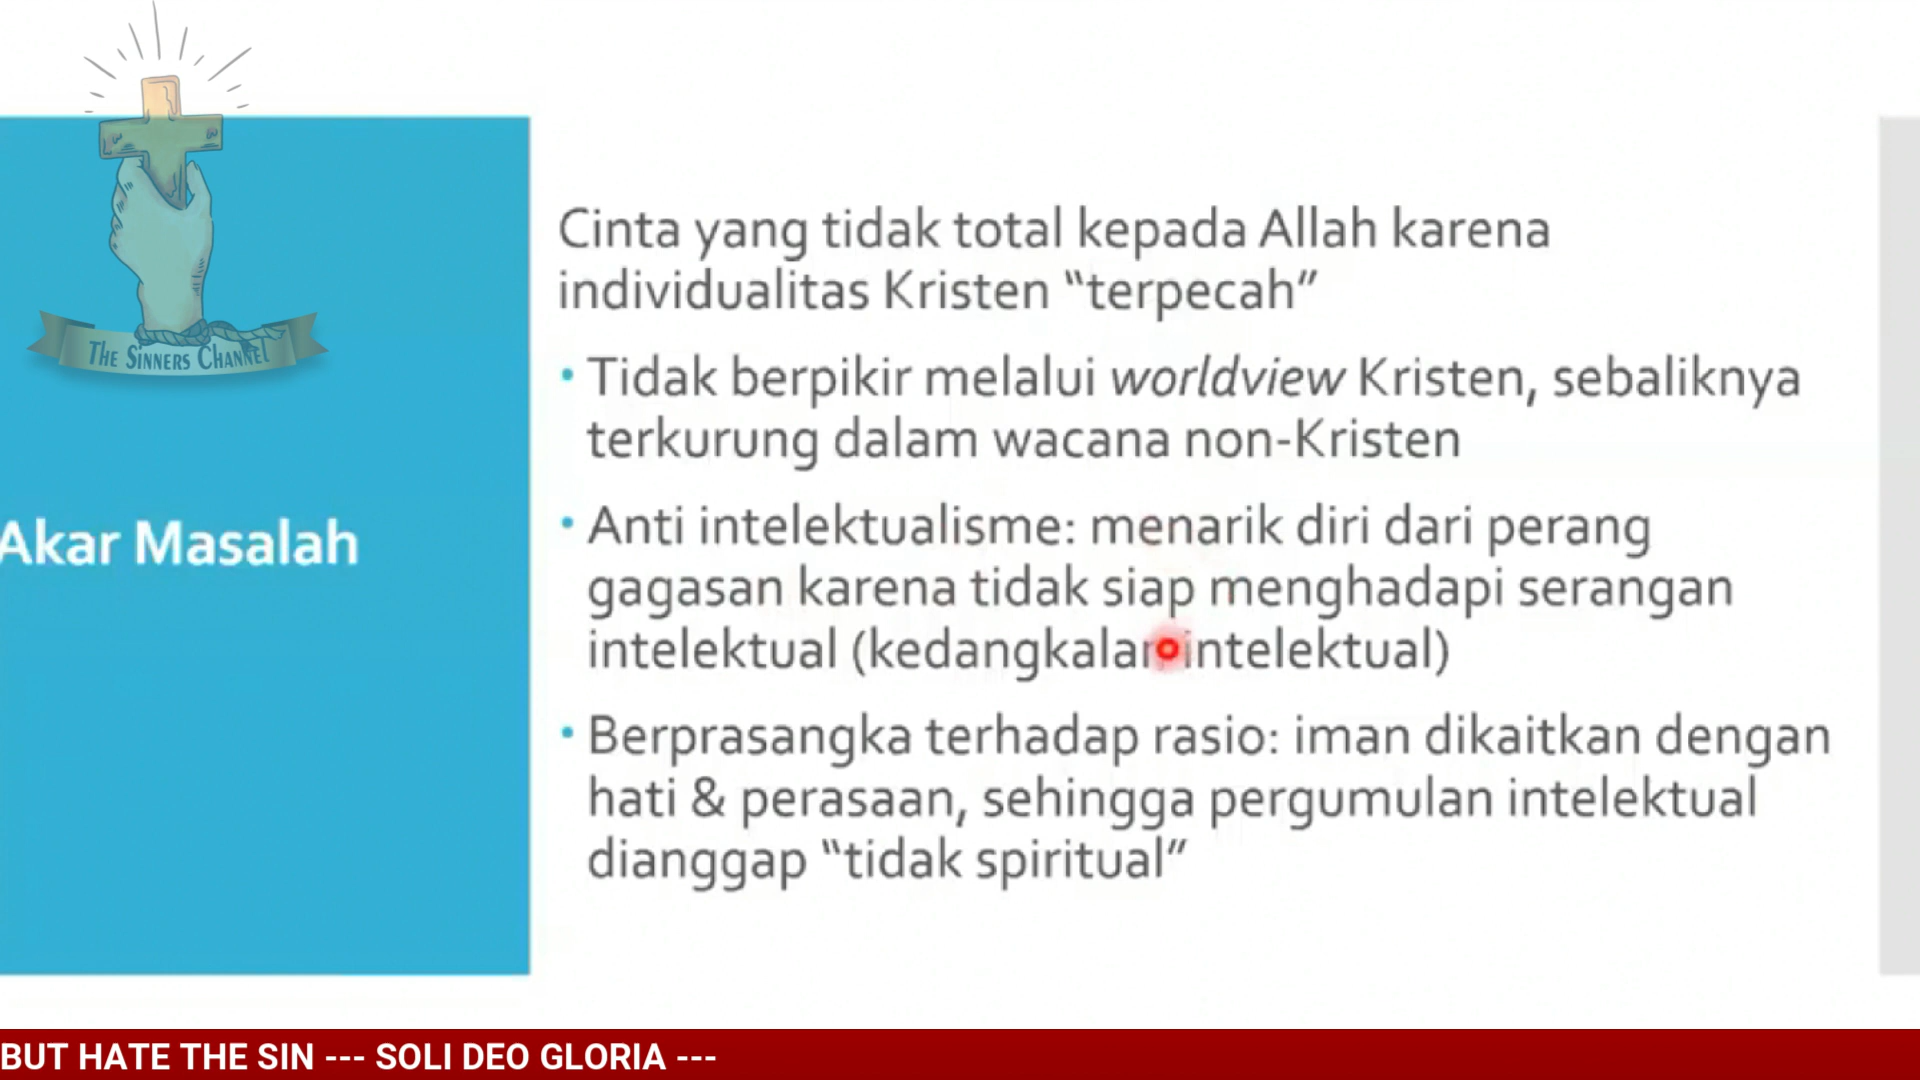 THE SINNERS CHANNEL
Akar Masalah
Cinta yang tidak total kepada Allah karena
individualitas Kristen “terpecah”
• Tidak berpikir melalui worldview Kristen, sebaliknya
terkurung dalam wacana non-Kristen
• Anti intelektualisme: menarik diri dari perang
gagasan karena tidak siap menghadapi serangan
intelektual (kedangkalan intelektual)
• Berprasangka terhadap rasio: iman dikaitkan dengan
hati & perasaan, sehingga pergumulan intelektual
dianggap “tidak spiritual”
BUT HATE THE SIN --- SOLI DEO GLORIA ---